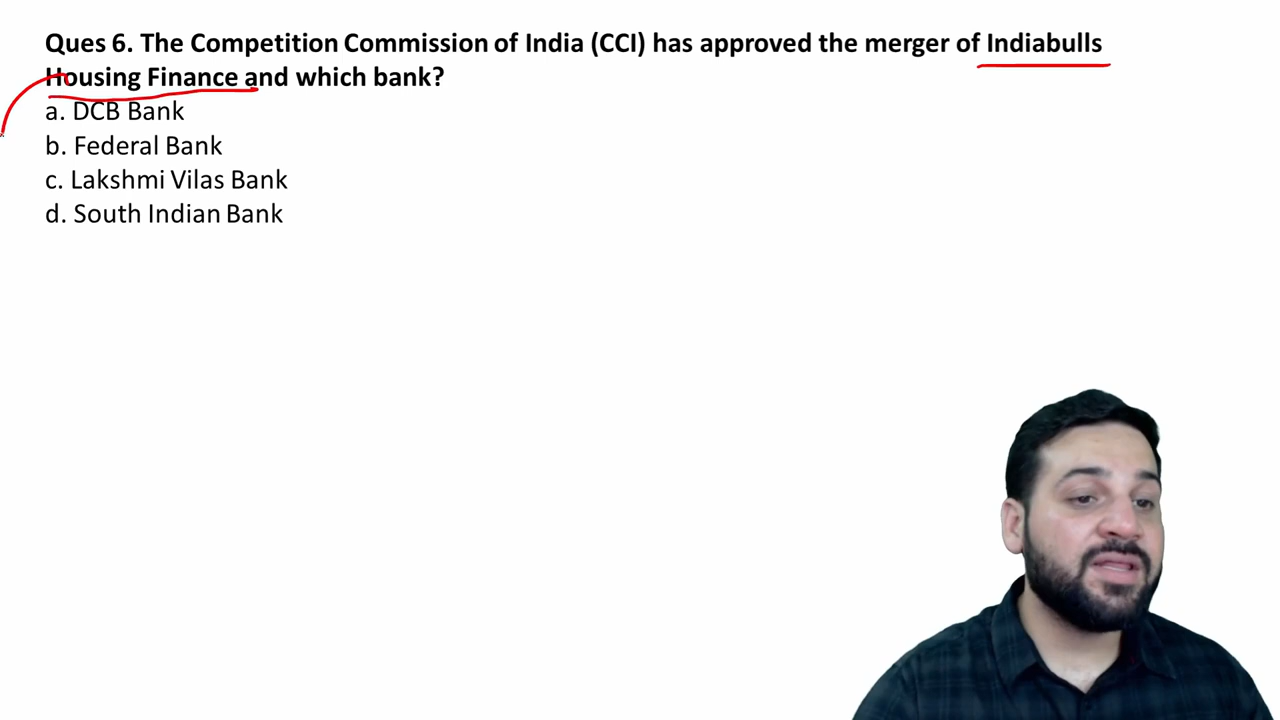 Ques 6. The Competition Commission of India (CCI) has approved the merger of Indiabulls
Housing Finance and which bank?
a. DCB Bank
b. Federal Bank
c. Lakshmi Vilas Bank
d. South Indian Bank